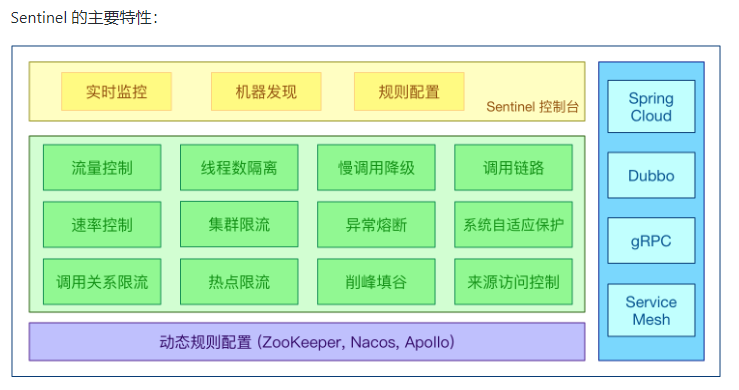 Sentinel 的主要特性：
实时监控
机器发现
规则配置
Sentinel 控制台
流量控制
线程数隔离
慢调用降级
调用链路
速率控制
集群限流
异常熔断
系统自适应保护
调用关系限流
热点限流
削峰填谷
来源访问控制
动态规则配置 (ZooKeeper, Nacos, Apollo)
Spring
Cloud
Dubbo
gRPC
Service
Mesh